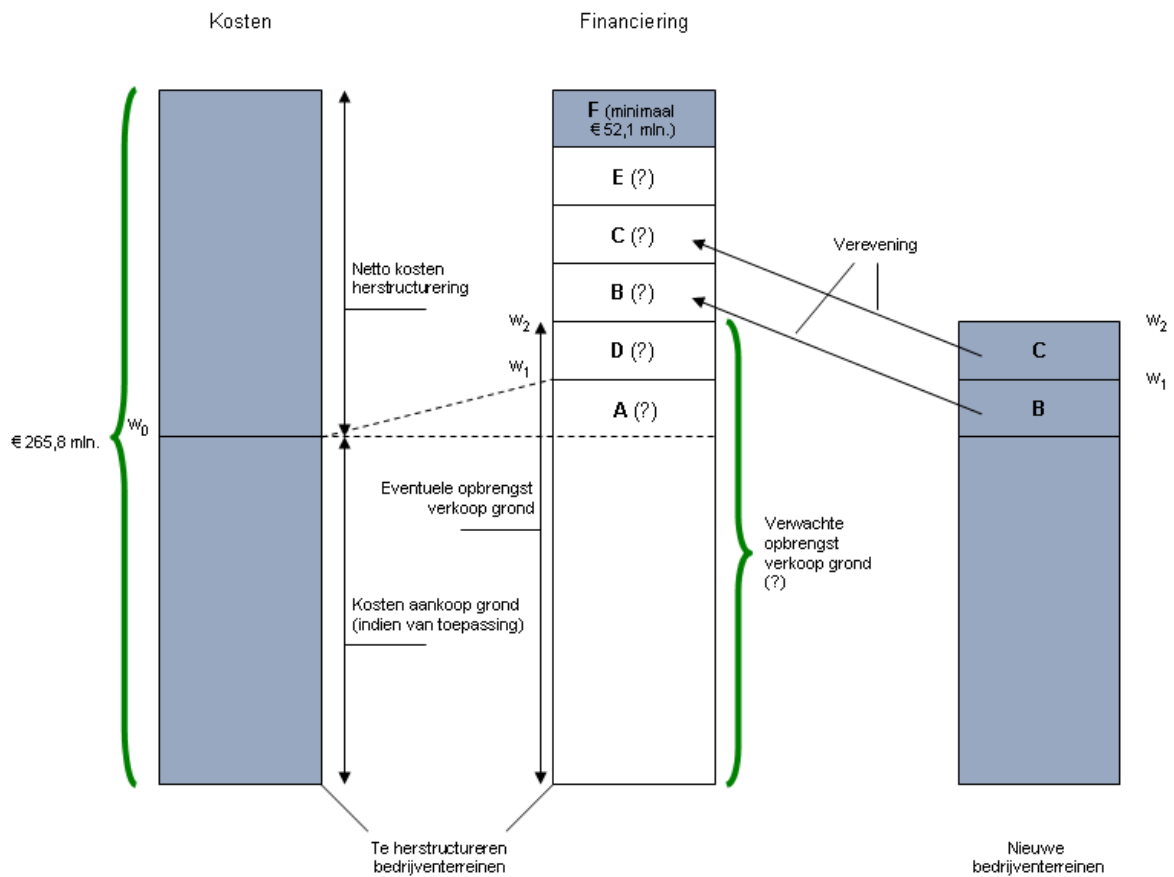 Kosten
Financiering
F (minimaal
€ 52,1 mln.)
E (?)
C (?)
Verevening
Netto kosten
herstructurering
B (?)
W2
W2
D (?)
C
W1
W1
A (?)
B
W0
€ 265,8 mln.
Eventuele opbrengst
verkoop grond
Verwachte
opbrengst
verkoop grond
(?)
Kosten aankoop grond
(indien van toepassing)
Te herstructureren
bedrijventerreinen
Nieuwe
bedrijventerreinen